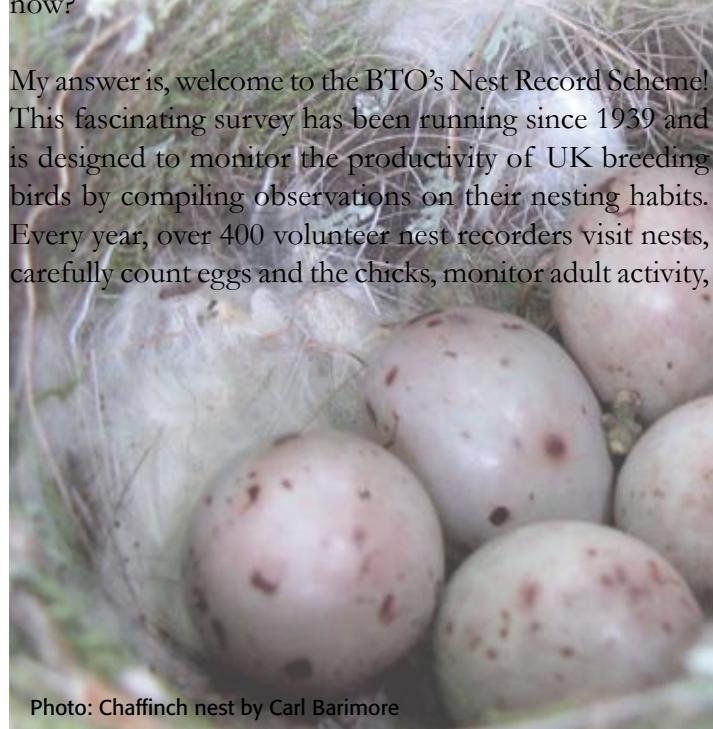 now?
My answer is, welcome to the BTO’s Nest Record Scheme!
This fascinating survey has been running since 1939 and
is designed to monitor the productivity of UK breeding
birds by compiling observations on their nesting habits.
Every year, over 400 volunteer nest recorders visit nests,
carefully count eggs and the chicks, monitor adult activity,
Photo: Chaffinch nest by Carl Barimore